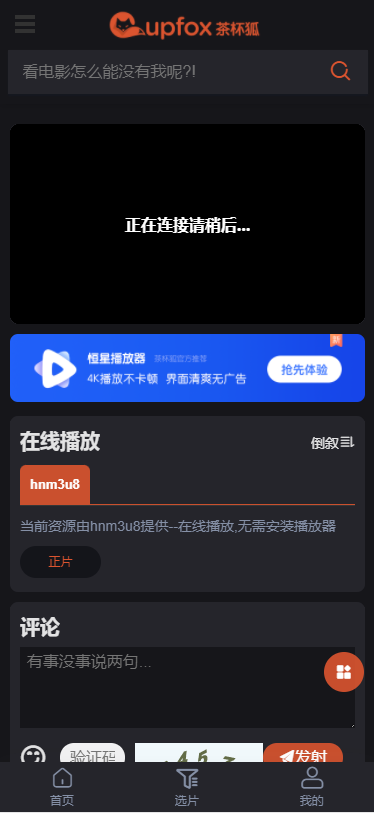 Cupfox 茶杯狐
看电影怎么能没有我呢?!
正在连接请稍后...
新
恒星播放器 茶杯狐官方推荐
4K播放不卡顿 界面清爽无广告
抢先体验
在线播放
倒叙
hnm3u8
当前资源由hnm3u8提供--在线播放,无需安装播放器
正片
评论
有事没事说两句...
验证码
发射
首页
选片
我的